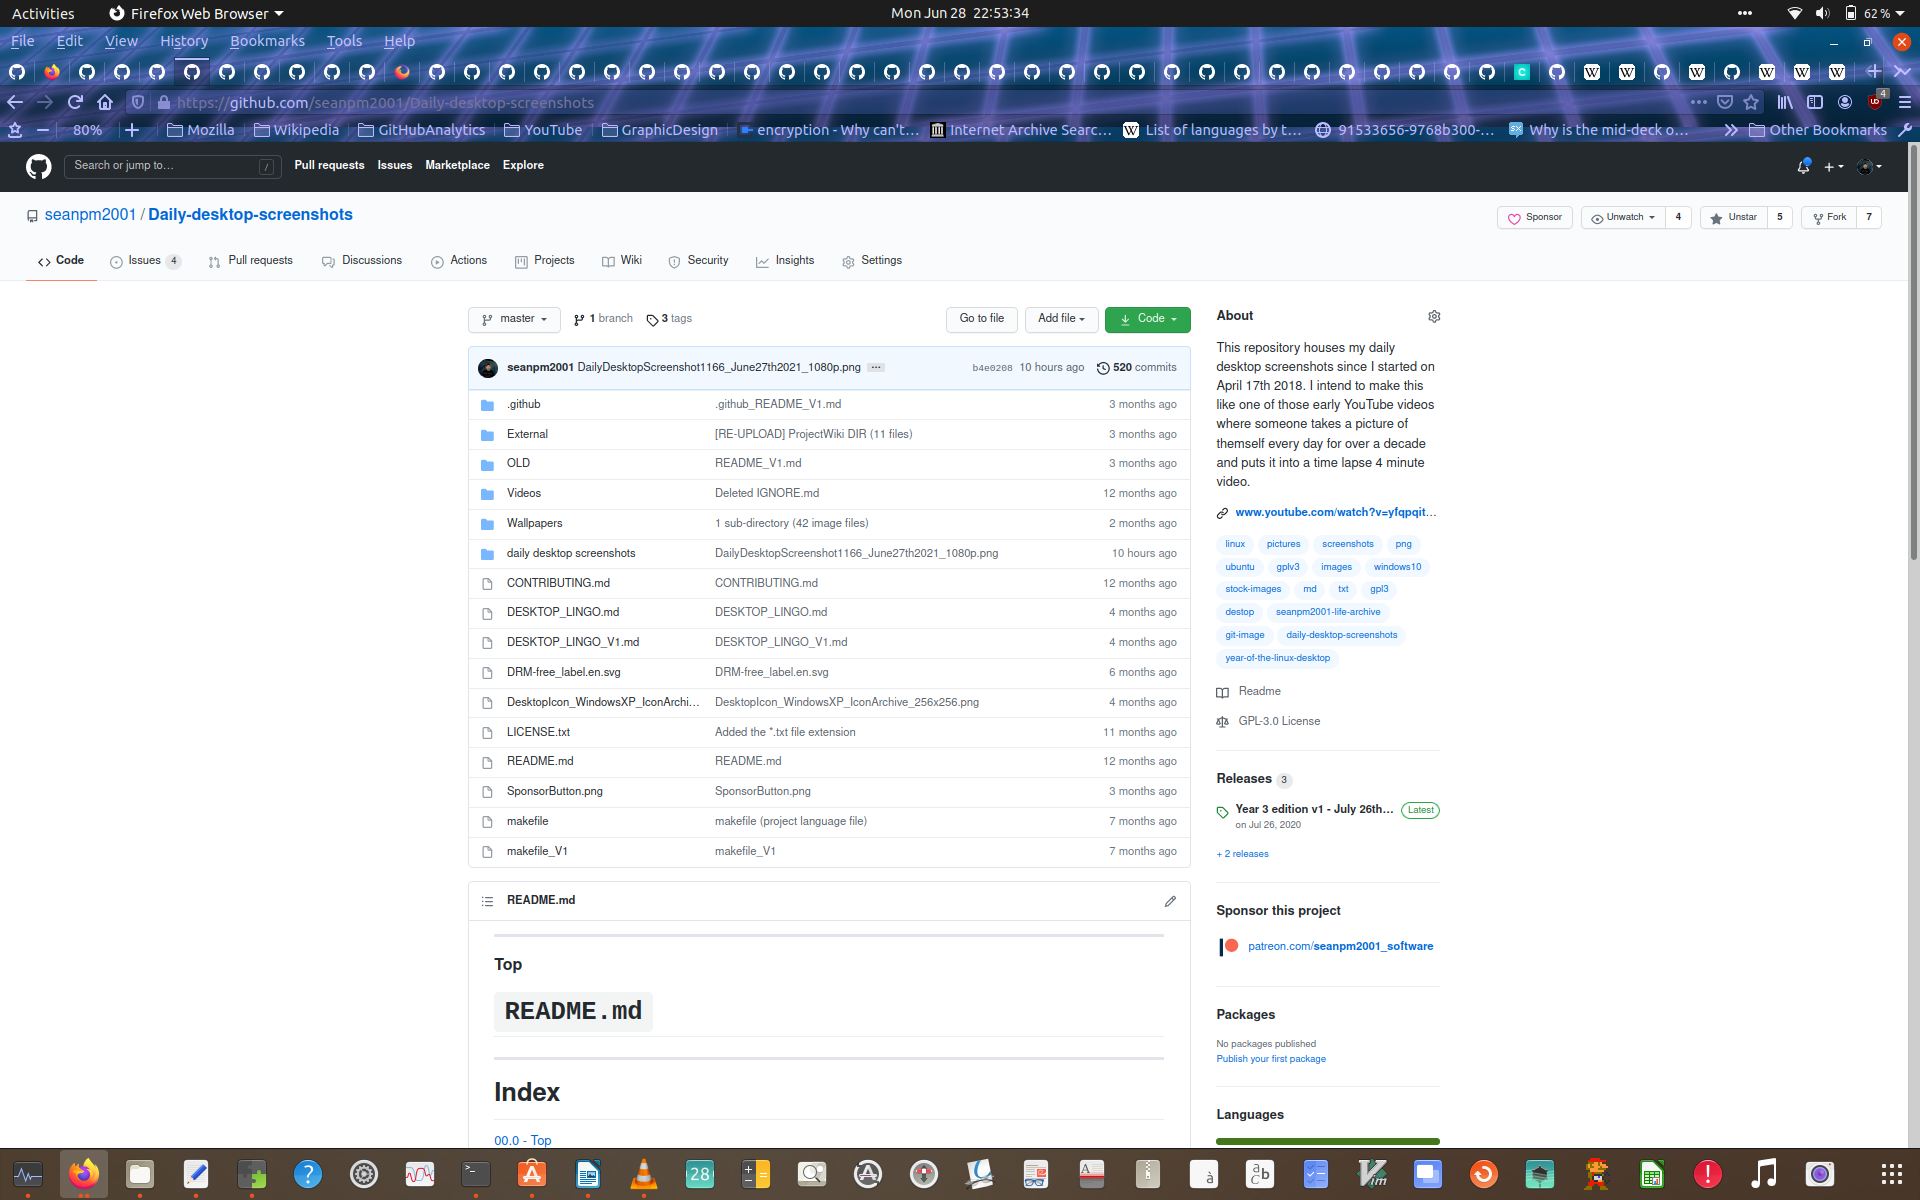 Activities Firefox Web Browser Mon Jun 28 22:53:34 62 %
File Edit View History Bookmarks Tools Help
https://github.com/seanpm2001/Daily-desktop-screenshots 4
80% Mozilla Wikipedia GitHubAnalytics YouTube GraphicDesign encryption - Why can't... Internet Archive Searc... List of languages by t... 91533656-9768b300-... Why is the mid-deck o... Other Bookmarks
Search or jump to... / Pull requests Issues Marketplace Explore
seanpm2001 / Daily-desktop-screenshots Sponsor Unwatch 4 Unstar 5 Fork 7
Code Issues 4 Pull requests Discussions Actions Projects Wiki Security Insights Settings
master 1 branch 3 tags Go to file Add file Code
seanpm2001 DailyDesktopScreenshot1166_June27th2021_1080p.png ... b4e0208 10 hours ago 520 commits
.github .github_README_V1.md 3 months ago
External [RE-UPLOAD] ProjectWiki DIR (11 files) 3 months ago
OLD README_V1.md 3 months ago
Videos Deleted IGNORE.md 12 months ago
Wallpapers 1 sub-directory (42 image files) 2 months ago
daily desktop screenshots DailyDesktopScreenshot1166_June27th2021_1080p.png 10 hours ago
CONTRIBUTING.md CONTRIBUTING.md 12 months ago
DESKTOP_LINGO.md DESKTOP_LINGO.md 4 months ago
DESKTOP_LINGO_V1.md DESKTOP_LINGO_V1.md 4 months ago
DRM-free_label.en.svg DRM-free_label.en.svg 6 months ago
DesktopIcon_WindowsXP_IconArchi... DesktopIcon_WindowsXP_IconArchive_256x256.png 4 months ago
LICENSE.txt Added the *.txt file extension 11 months ago
README.md README.md 12 months ago
SponsorButton.png SponsorButton.png 3 months ago
makefile makefile (project language file) 7 months ago
makefile_V1 makefile_V1 7 months ago
README.md
Top
README.md
Index
00.0 - Top
About
This repository houses my daily
desktop screenshots since I started on
April 17th 2018. I intend to make this
like one of those early YouTube videos
where someone takes a picture of
themself every day for over a decade
and puts it into a time lapse 4 minute
video.
www.youtube.com/watch?v=yfqpqit...
linux pictures screenshots png
ubuntu gplv3 images windows10
stock-images md txt gpl3
destop seanpm2001-life-archive
git-image daily-desktop-screenshots
year-of-the-linux-desktop
Readme
GPL-3.0 License
Releases 3
Year 3 edition v1 - July 26th... Latest
on Jul 26, 2020
+ 2 releases
Sponsor this project
patreon.com/seanpm2001_software
Packages
No packages published
Publish your first package
Languages
28